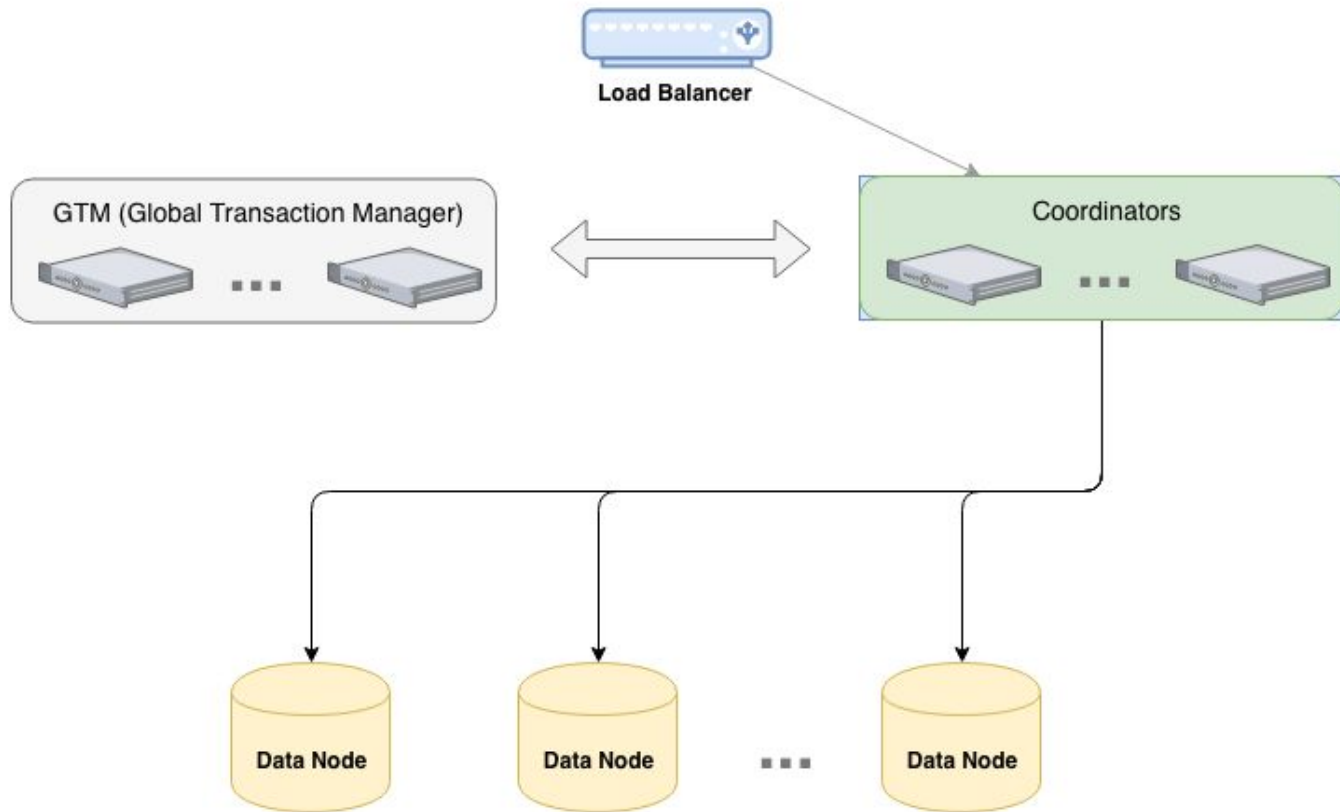 Load Balancer
GTM (Global Transaction Manager)
Coordinators
Data Node
Data Node
Data Node